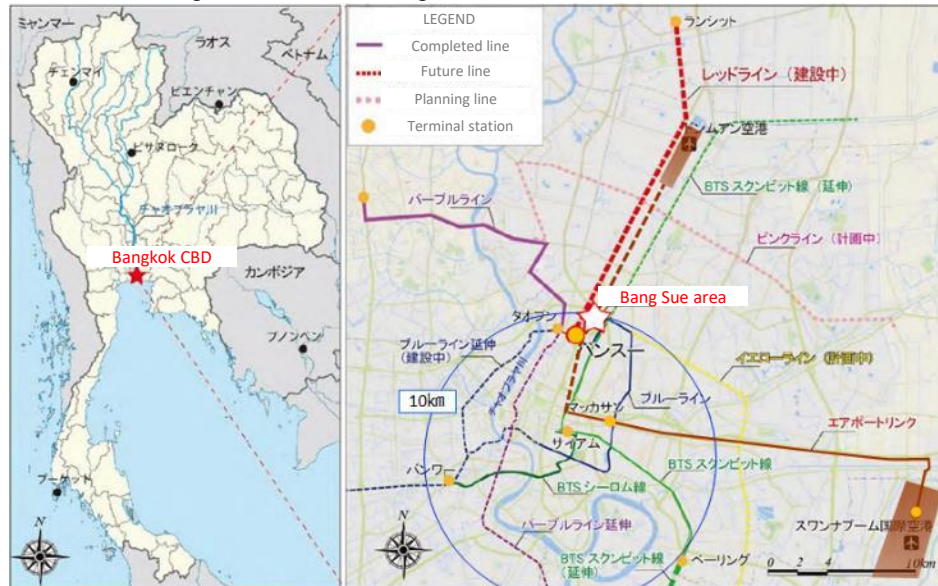 ミャンマー
ラオス
ベトナム
チェンマイ
ビエンチャン
ピサヌローク
チャオプラヤ川
Bangkok CBD
カンボジア
プノンペン
プーケット
N
LEGEND
Completed line
Future line
Planning line
Terminal station
ランシット
レッドライン（建設中）
ドンムアン空港
BTS スクンビット線（延伸）
パープルライン
ピンクライン（計画中）
Bang Sue area
タオプン
バンスー
ブルーライン延伸
（建設中）
チャオプラヤ川
イエローライン（計画中）
10km
ブルーライン
マッカサン
エアポートリンク
サイアム
BTS スクンビット線
バンワー
BTS シーロム線
パープルライン延伸
スワンナプーム国際空港
BTS スクンビット線
（延伸）
ベーリング
N
0 2 4 10km